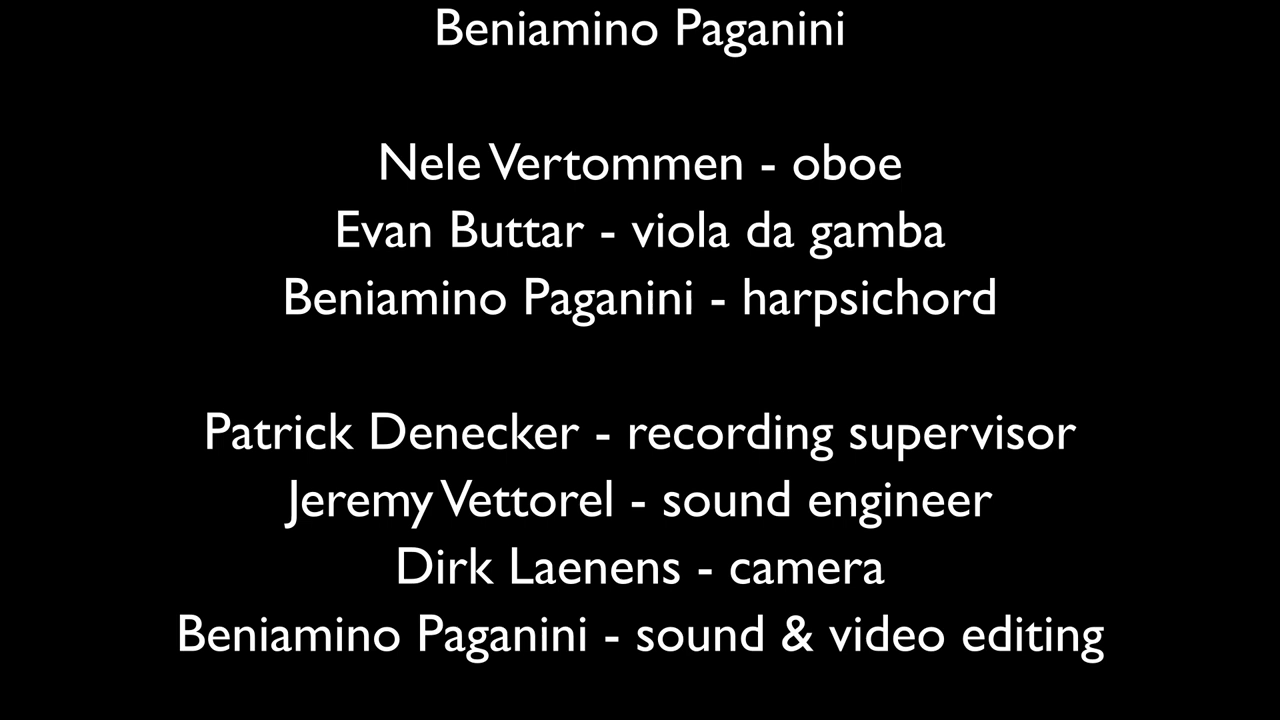 Beniamino Paganini
Nele Vertommen - oboe
Evan Buttar - viola da gamba
Beniamino Paganini - harpsichord
Patrick Denecker - recording supervisor
Jeremy Vettorel - sound engineer
Dirk Laenens - camera
Beniamino Paganini - sound & video editing